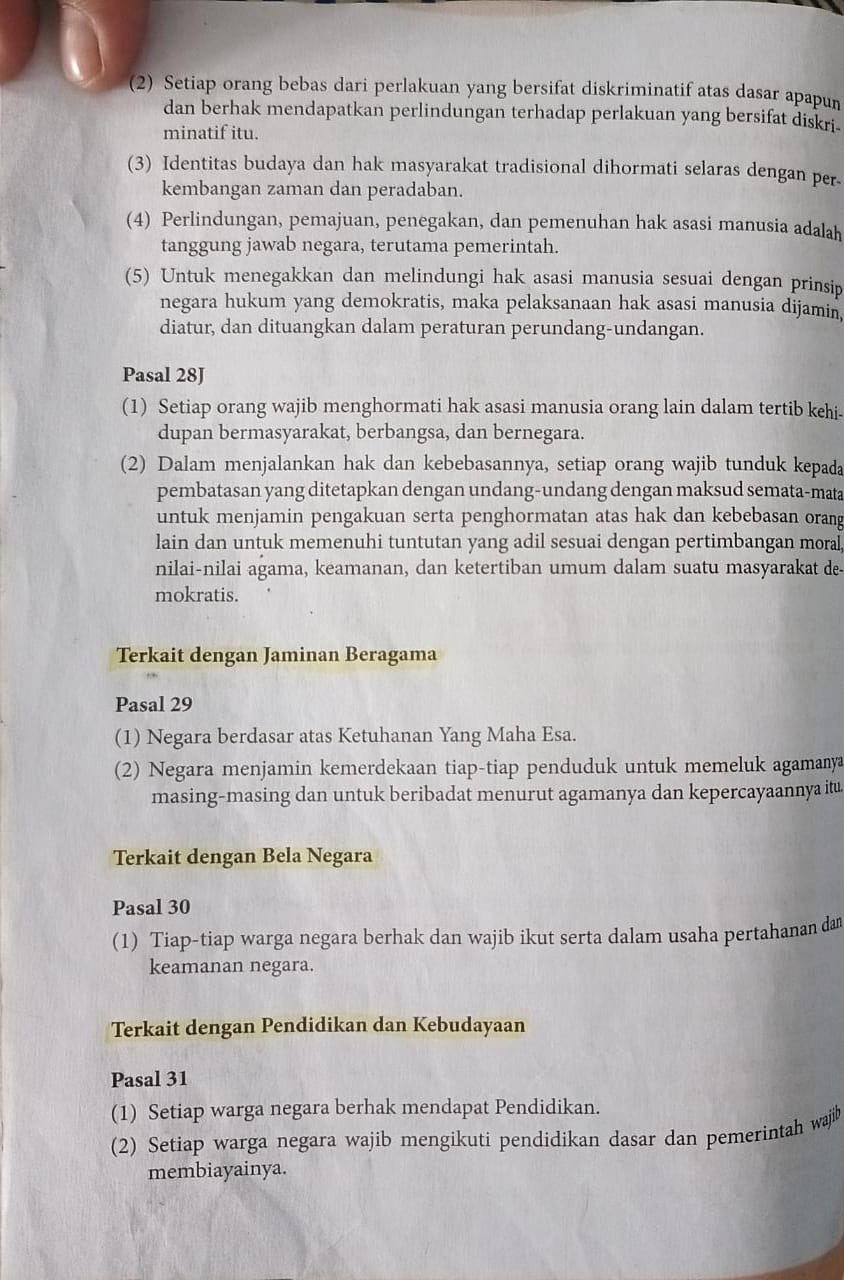 (2) Setiap orang bebas dari perlakuan yang bersifat diskriminatif atas dasar apapun
dan berhak mendapatkan perlindungan terhadap perlakuan yang bersifat diskri-
minatif itu.
(3) Identitas budaya dan hak masyarakat tradisional dihormati selaras dengan per-
kembangan zaman dan peradaban.
(4) Perlindungan, pemajuan, penegakan, dan pemenuhan hak asasi manusia adalah
tanggung jawab negara, terutama pemerintah.
(5) Untuk menegakkan dan melindungi hak asasi manusia sesuai dengan prinsip
negara hukum yang demokratis, maka pelaksanaan hak asasi manusia dijamin,
diatur, dan dituangkan dalam peraturan perundang-undangan.
Pasal 28J
(1) Setiap orang wajib menghormati hak asasi manusia orang lain dalam tertib kehi-
dupan bermasyarakat, berbangsa, dan bernegara.
(2) Dalam menjalankan hak dan kebebasannya, setiap orang wajib tunduk kepada
pembatasan yang ditetapkan dengan undang-undang dengan maksud semata-mata
untuk menjamin pengakuan serta penghormatan atas hak dan kebebasan orang
lain dan untuk memenuhi tuntutan yang adil sesuai dengan pertimbangan moral,
nilai-nilai agama, keamanan, dan ketertiban umum dalam suatu masyarakat de-
mokratis.
Terkait dengan Jaminan Beragama
Pasal 29
(1) Negara berdasar atas Ketuhanan Yang Maha Esa.
(2) Negara menjamin kemerdekaan tiap-tiap penduduk untuk memeluk agamanya
masing-masing dan untuk beribadat menurut agamanya dan kepercayaannya itu.
Terkait dengan Bela Negara
Pasal 30
(1) Tiap-tiap warga negara berhak dan wajib ikut serta dalam usaha pertahanan dan
keamanan negara.
Terkait dengan Pendidikan dan Kebudayaan
Pasal 31
(1) Setiap warga negara berhak mendapat Pendidikan.
(2) Setiap warga negara wajib mengikuti pendidikan dasar dan pemerintah wajib
membiayainya.